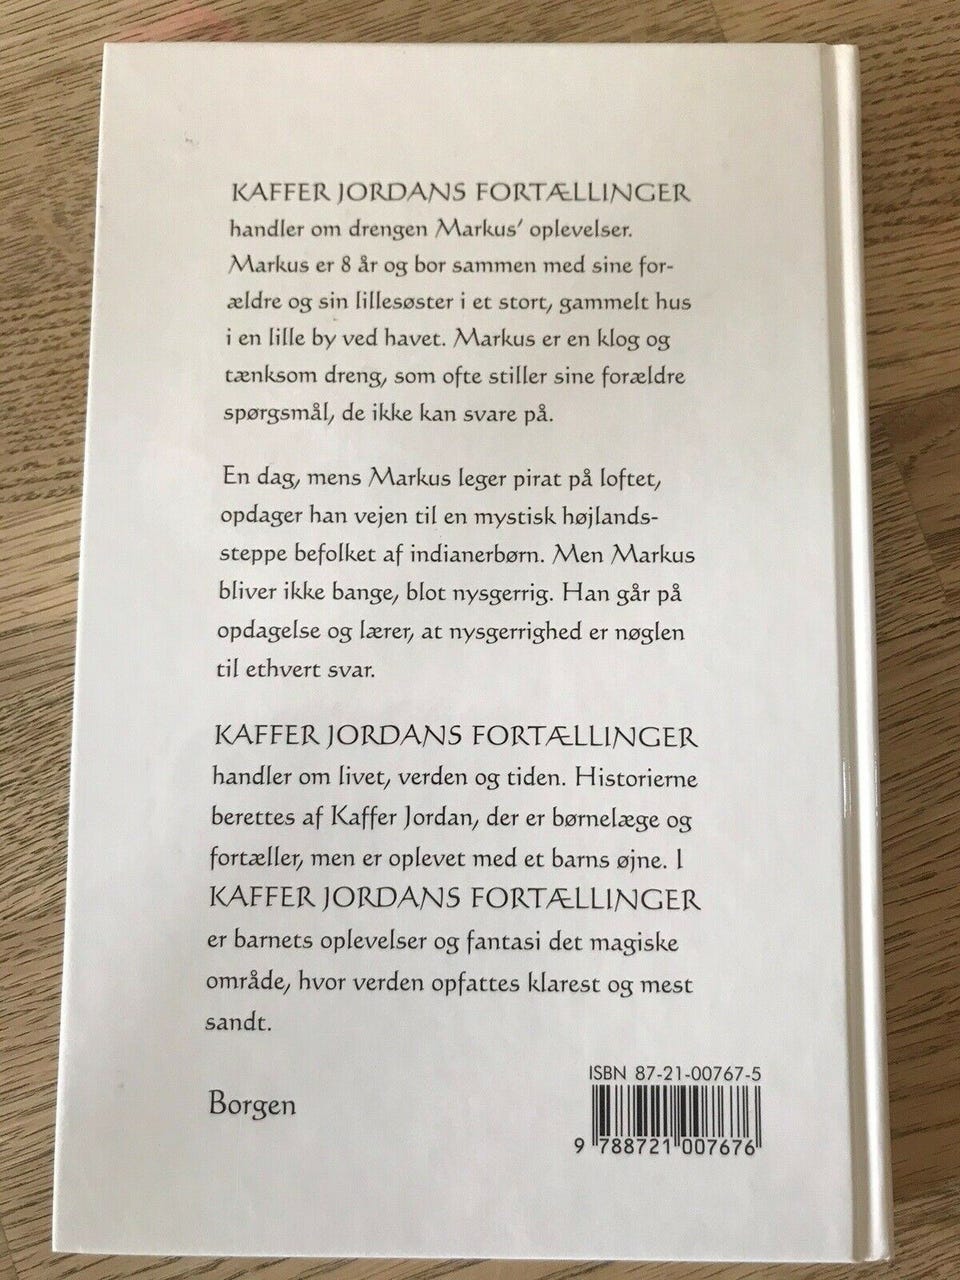 KAFFER JORDANS FORTÆLLINGER
handler om drengen Markus' oplevelser.
Markus er 8 år og bor sammen med sine for-
ældre og sin lillesøster i et stort, gammelt hus
i en lille by ved havet. Markus er en klog og
tænksom dreng, som ofte stiller sine forældre
spørgsmål, de ikke kan svare på.
En dag, mens Markus leger pirat på loftet,
opdager han vejen til en mystisk højlands-
steppe befolket af indianerbørn. Men Markus
bliver ikke bange, blot nysgerrig. Han går på
opdagelse og lærer, at nysgerrighed er nøglen
til ethvert svar.
KAFFER JORDANS FORTÆLLINGER
handler om livet, verden og tiden. Historierne
berettes af Kaffer Jordan, der er børnelæge og
fortæller, men er oplevet med et barns øjne. I
KAFFER JORDANS FORTÆLLINGER
er barnets oplevelser og fantasi det magiske
område, hvor verden opfattes klarest og mest
sandt.
Borgen
ISBN 87-21-00767-5
9 788721 007676